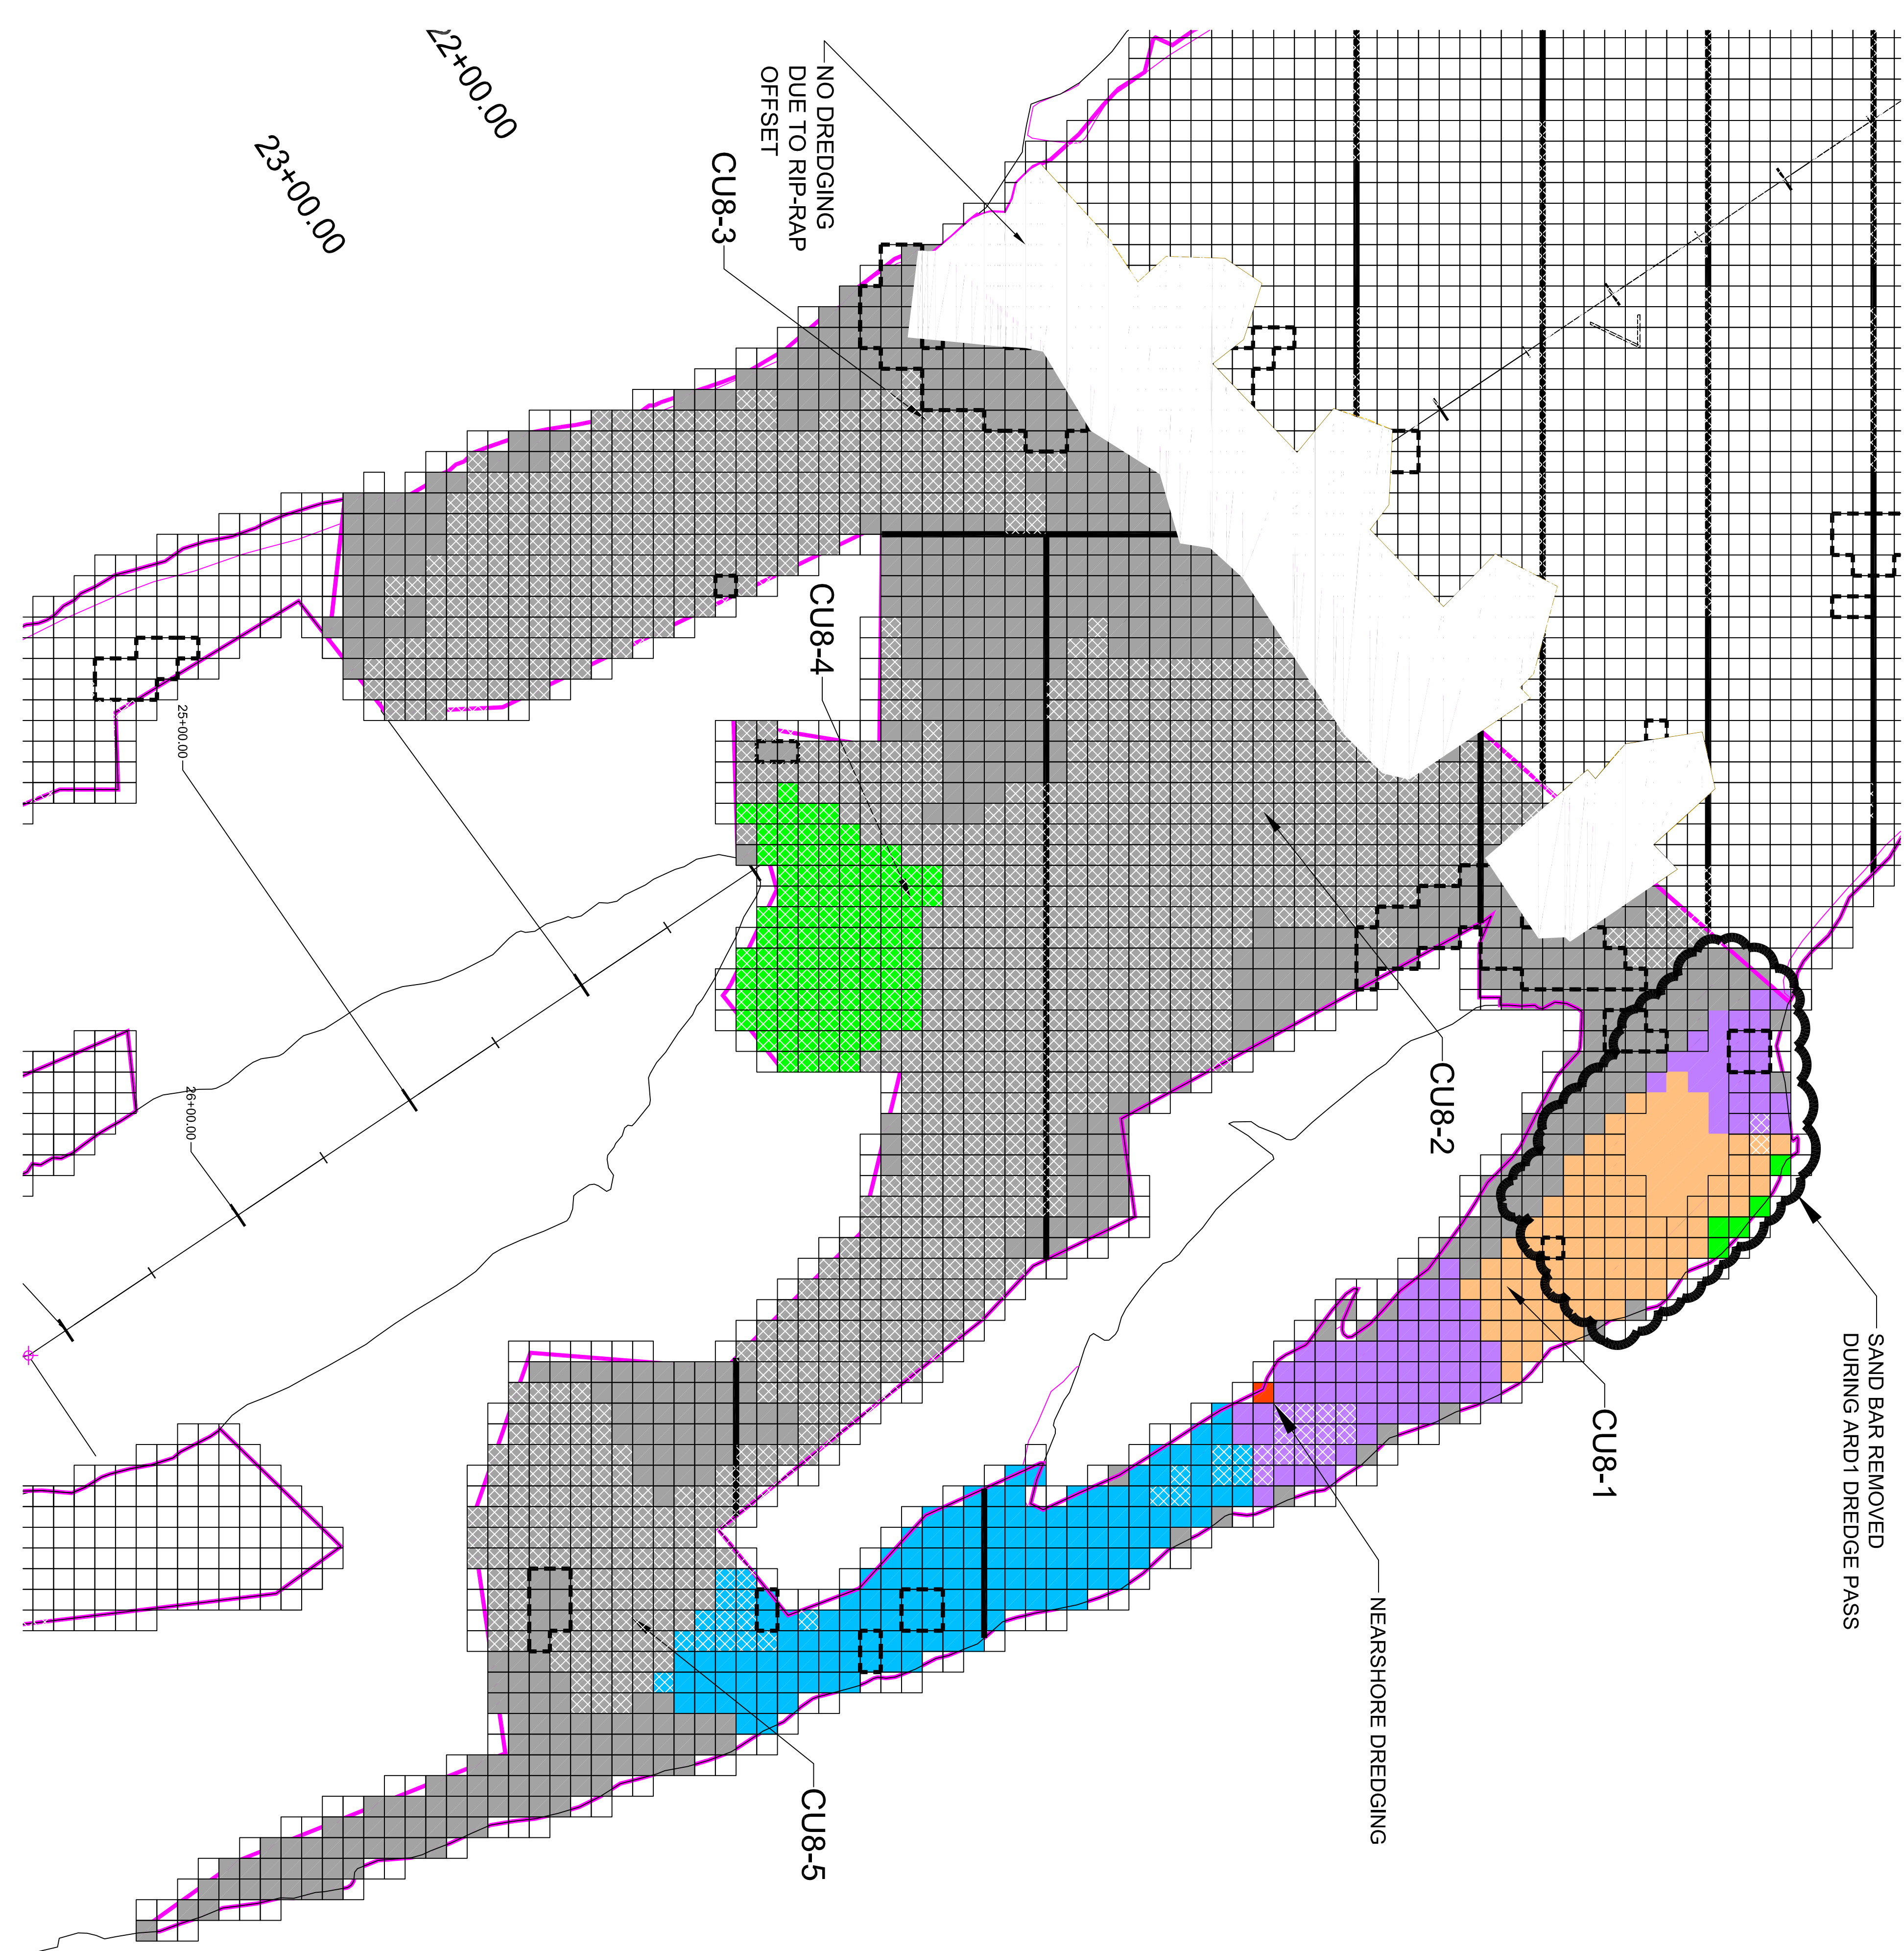 22+00.00
23+00.00
NO DREDGING
DUE TO RIP-RAP
OFFSET
CU8-3
CU8-4
25+00.00
26+00.00
CU8-2
CU8-1
SAND BAR REMOVED
DURING ARD1 DREDGE PASS
NEARSHORE DREDGING
CU8-5